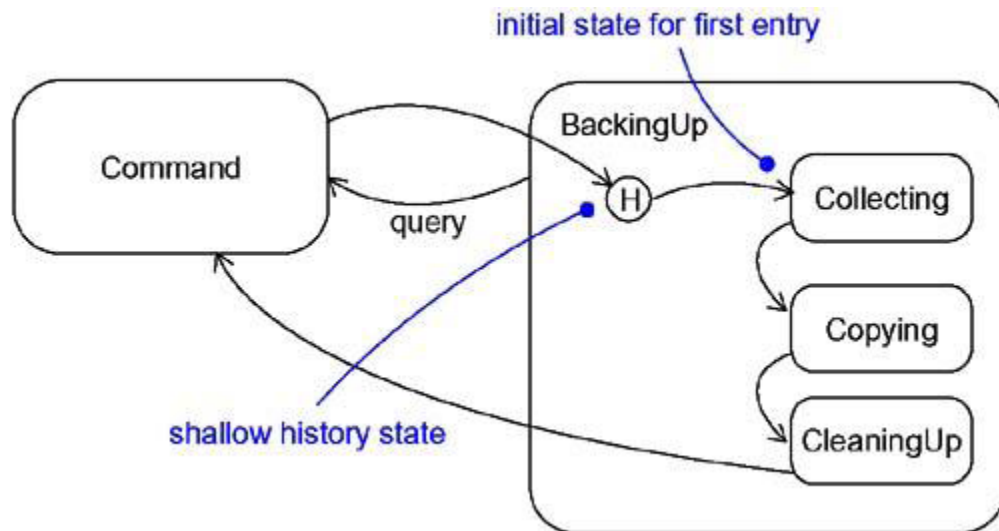 initial state for first entry
BackingUp
Command
H
Collecting
query
Copying
shallow history state
CleaningUp